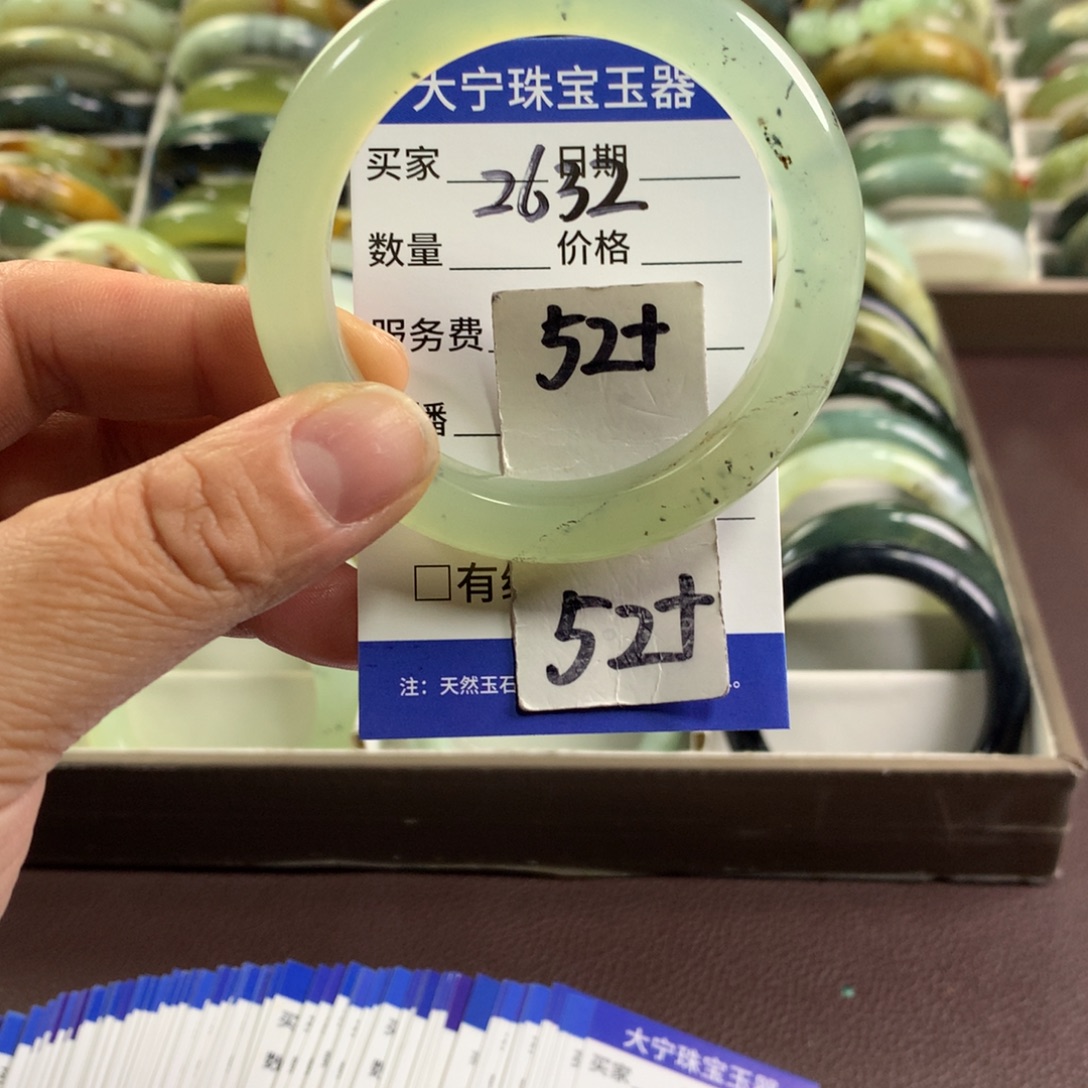 大宁珠宝玉器
买家 日期
2632
数量 价格
服务费
52+
播
□有
52+
注：天然玉石
大宁珠宝玉器
买家